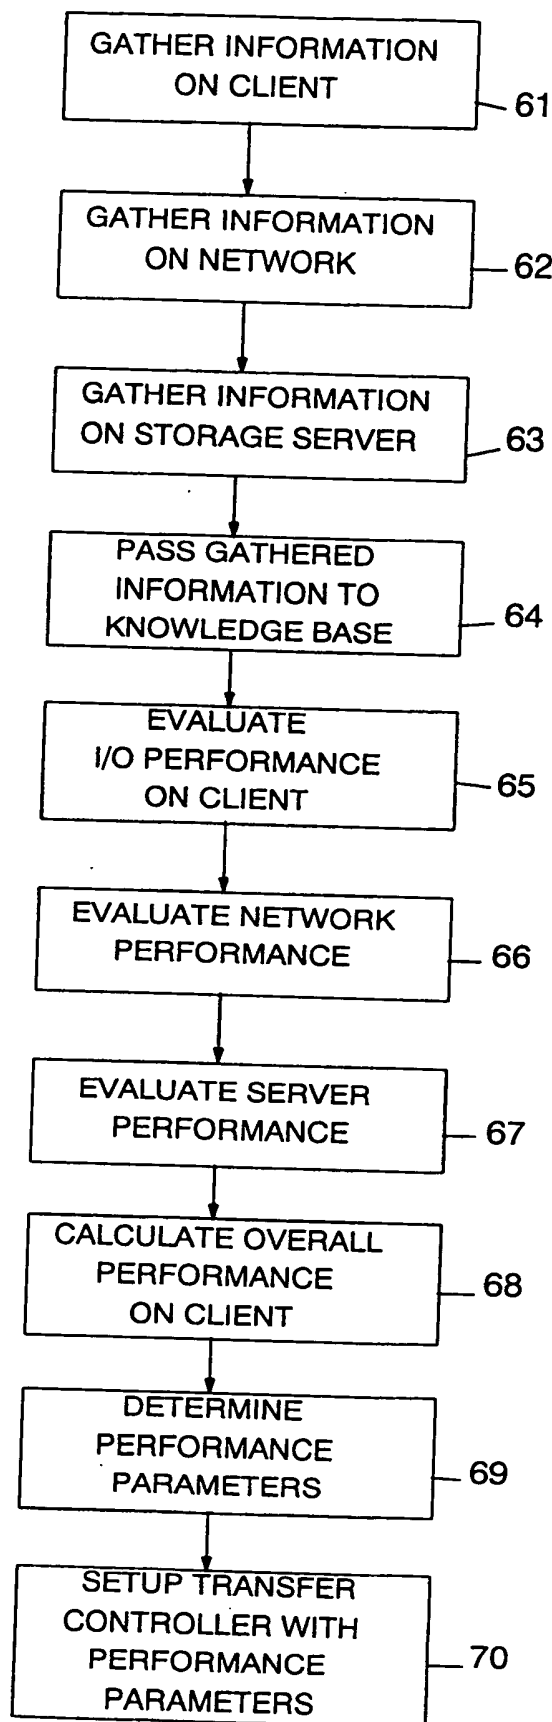 GATHER INFORMATION
ON CLIENT
61
GATHER INFORMATION
ON NETWORK
62
GATHER INFORMATION
ON STORAGE SERVER
63
PASS GATHERED
INFORMATION TO
KNOWLEDGE BASE
64
EVALUATE
I/O PERFORMANCE
ON CLIENT
65
EVALUATE NETWORK
PERFORMANCE
66
EVALUATE SERVER
PERFORMANCE
67
CALCULATE OVERALL
PERFORMANCE
ON CLIENT
68
DETERMINE
PERFORMANCE
PARAMETERS
69
SETUP TRANSFER
CONTROLLER WITH
PERFORMANCE
PARAMETERS
70